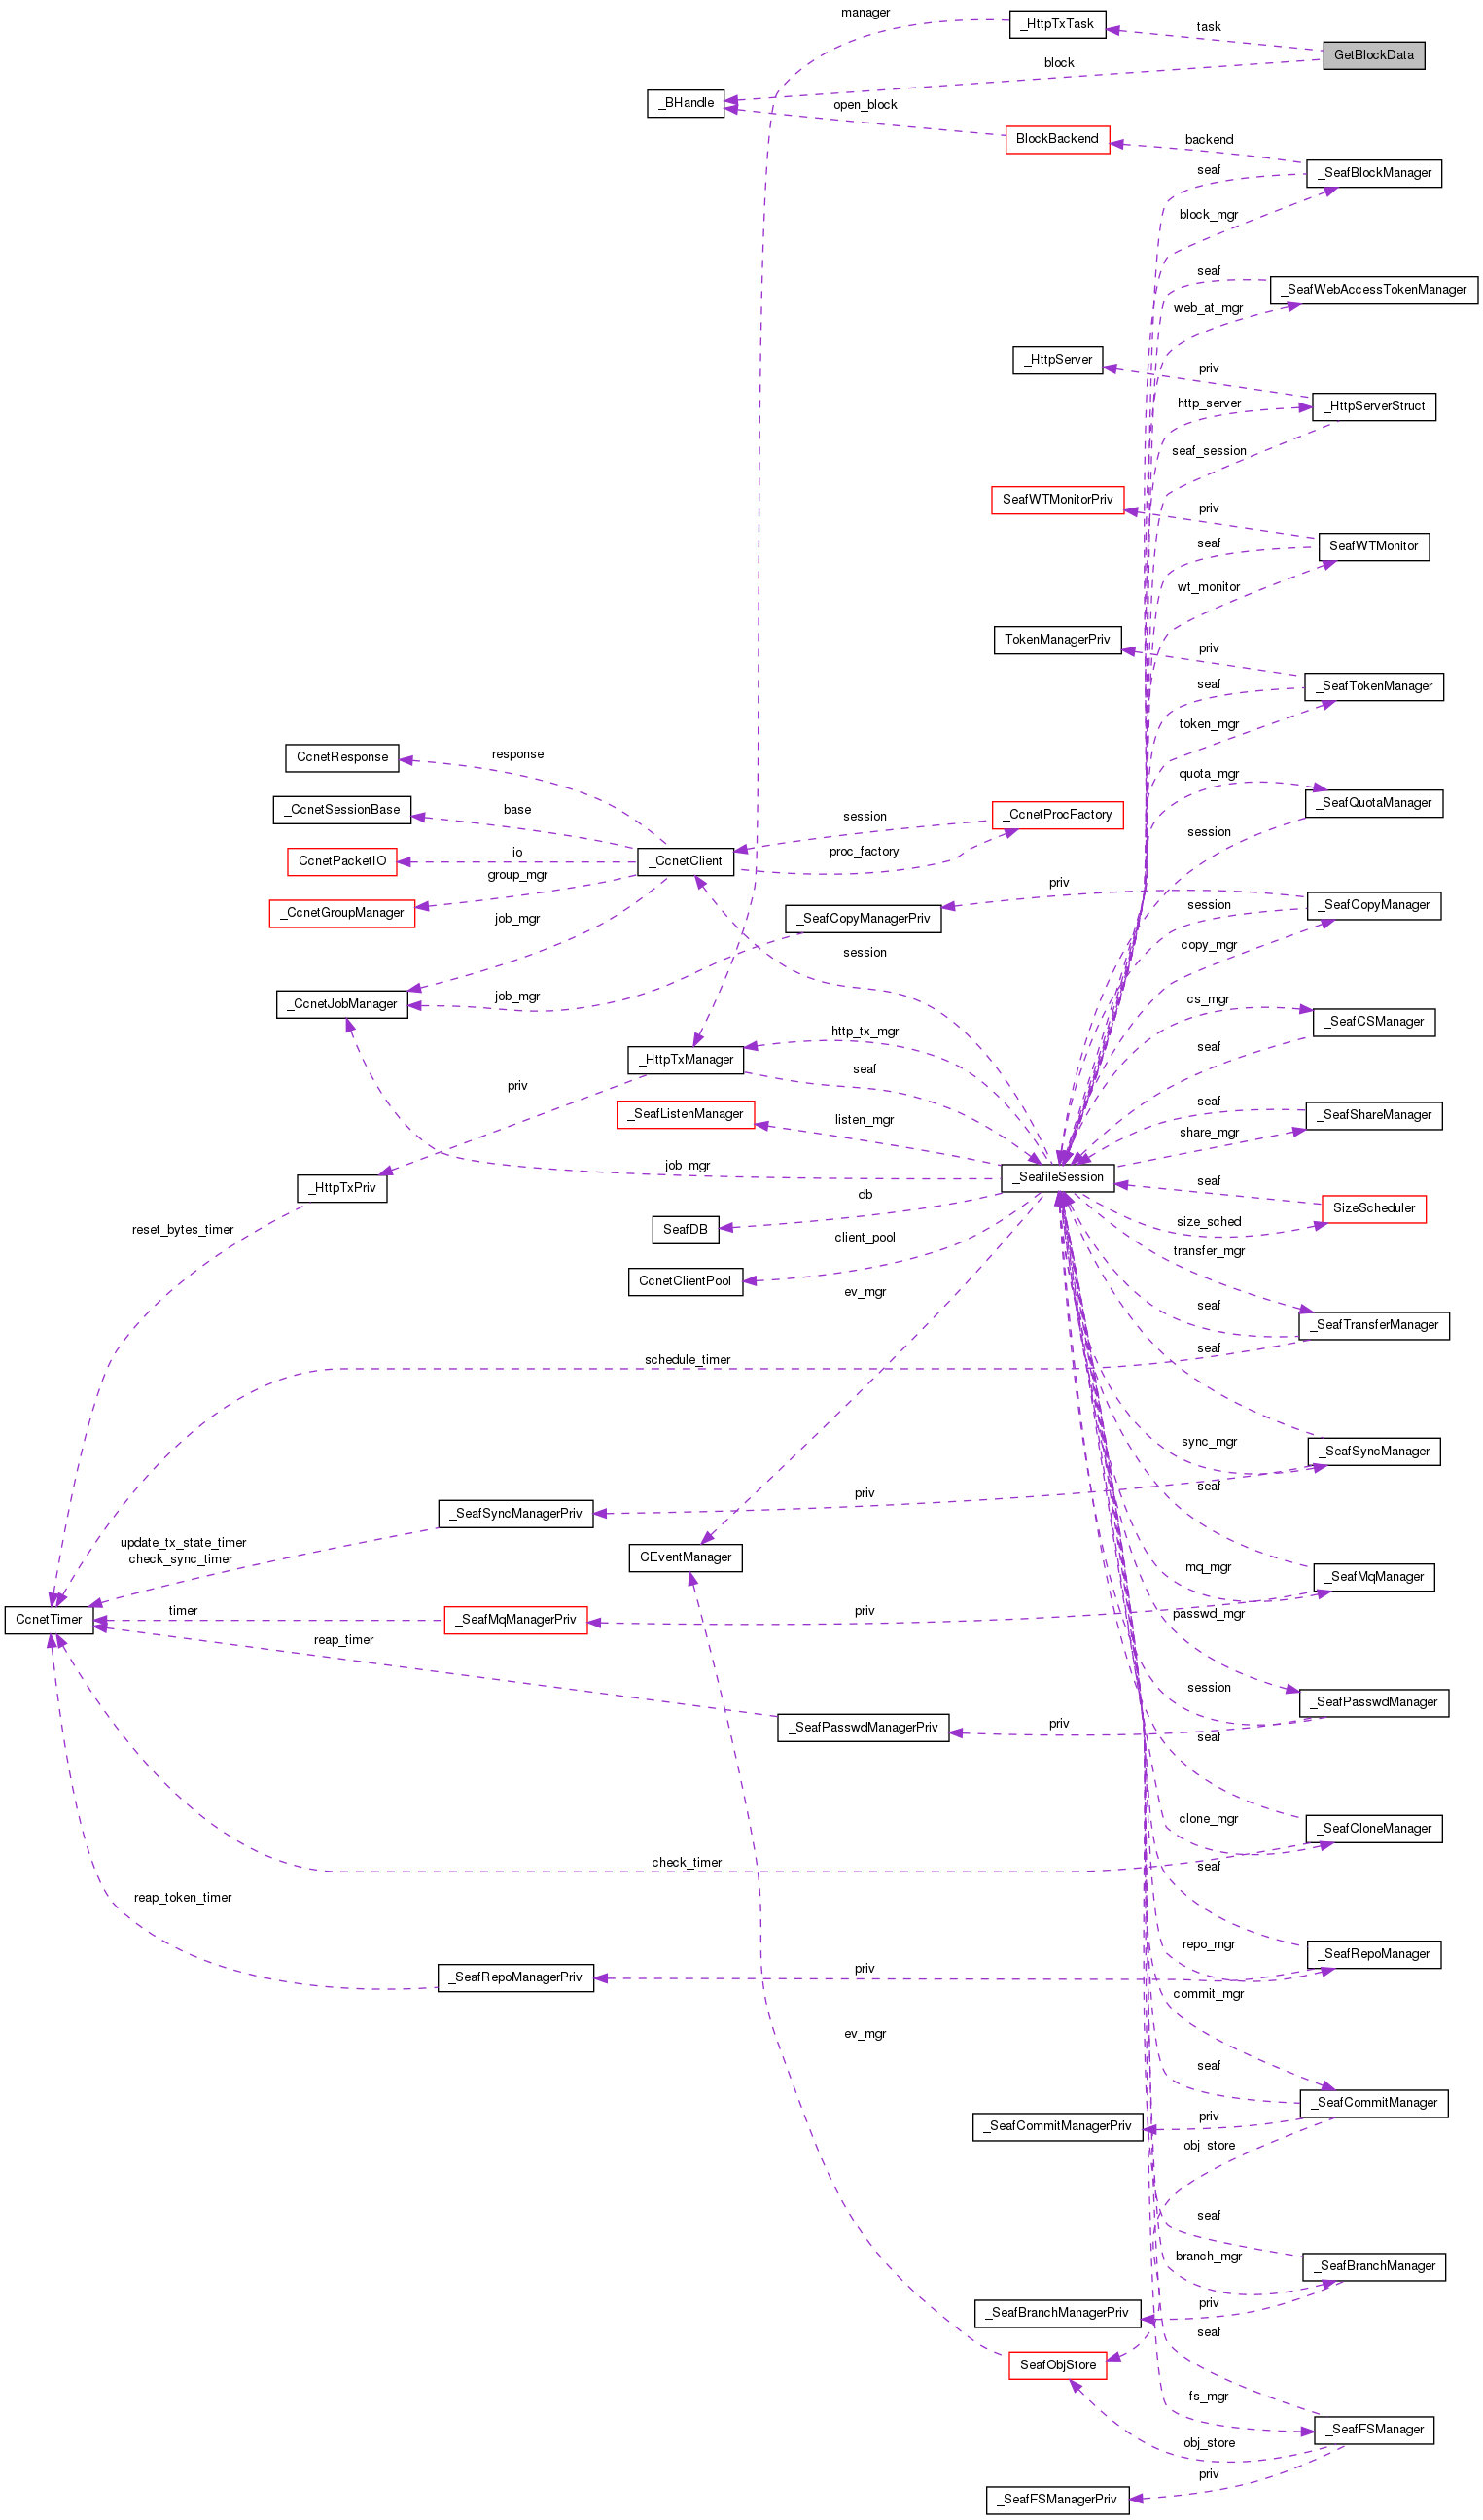 manager
_HttpTxTask
task
GetBlockData
block
_BHandle
open_block
BlockBackend
backend
_SeafBlockManager
seaf
block_mgr
seaf
_SeafWebAccessTokenManager
web_at_mgr
_HttpServer
priv
http_server
_HttpServerStruct
seaf_session
SeafWTMonitorPriv
priv
seaf
SeafWTMonitor
wt_monitor
TokenManagerPriv
priv
seaf
_SeafTokenManager
token_mgr
CcnetResponse
response
quota_mgr
_SeafQuotaManager
_CcnetSessionBase
base
session
_CcnetProcFactory
session
CcnetPacketIO
io
_CcnetClient
proc_factory
group_mgr
_CcnetGroupManager
job_mgr
_SeafCopyManagerPriv
priv
session
_SeafCopyManager
copy_mgr
session
_CcnetJobManager
job_mgr
cs_mgr
_SeafCSManager
http_tx_mgr
_HttpTxManager
seaf
seaf
priv
_SeafListenManager
listen_mgr
seaf
_SeafShareManager
share_mgr
job_mgr
_SeafileSession
_HttpTxPriv
db
seaf
SizeScheduler
reset_bytes_timer
SeafDB
size_sched
client_pool
transfer_mgr
CcnetClientPool
ev_mgr
seaf
_SeafTransferManager
schedule_timer
seaf
sync_mgr
_SeafSyncManager
seaf
priv
_SeafSyncManagerPriv
update_tx_state_timer
check_sync_timer
CEventManager
mq_mgr
_SeafMqManager
CcnetTimer
timer
_SeafMqManagerPriv
priv
passwd_mgr
reap_timer
session
_SeafPasswdManager
_SeafPasswdManagerPriv
priv
seaf
clone_mgr
_SeafCloneManager
check_timer
seaf
reap_token_timer
repo_mgr
_SeafRepoManager
_SeafRepoManagerPriv
priv
commit_mgr
ev_mgr
seaf
_SeafCommitManager
_SeafCommitManagerPriv
priv
obj_store
seaf
branch_mgr
_SeafBranchManager
_SeafBranchManagerPriv
priv
seaf
SeafObjStore
fs_mgr
_SeafFSManager
obj_store
priv
_SeafFSManagerPriv